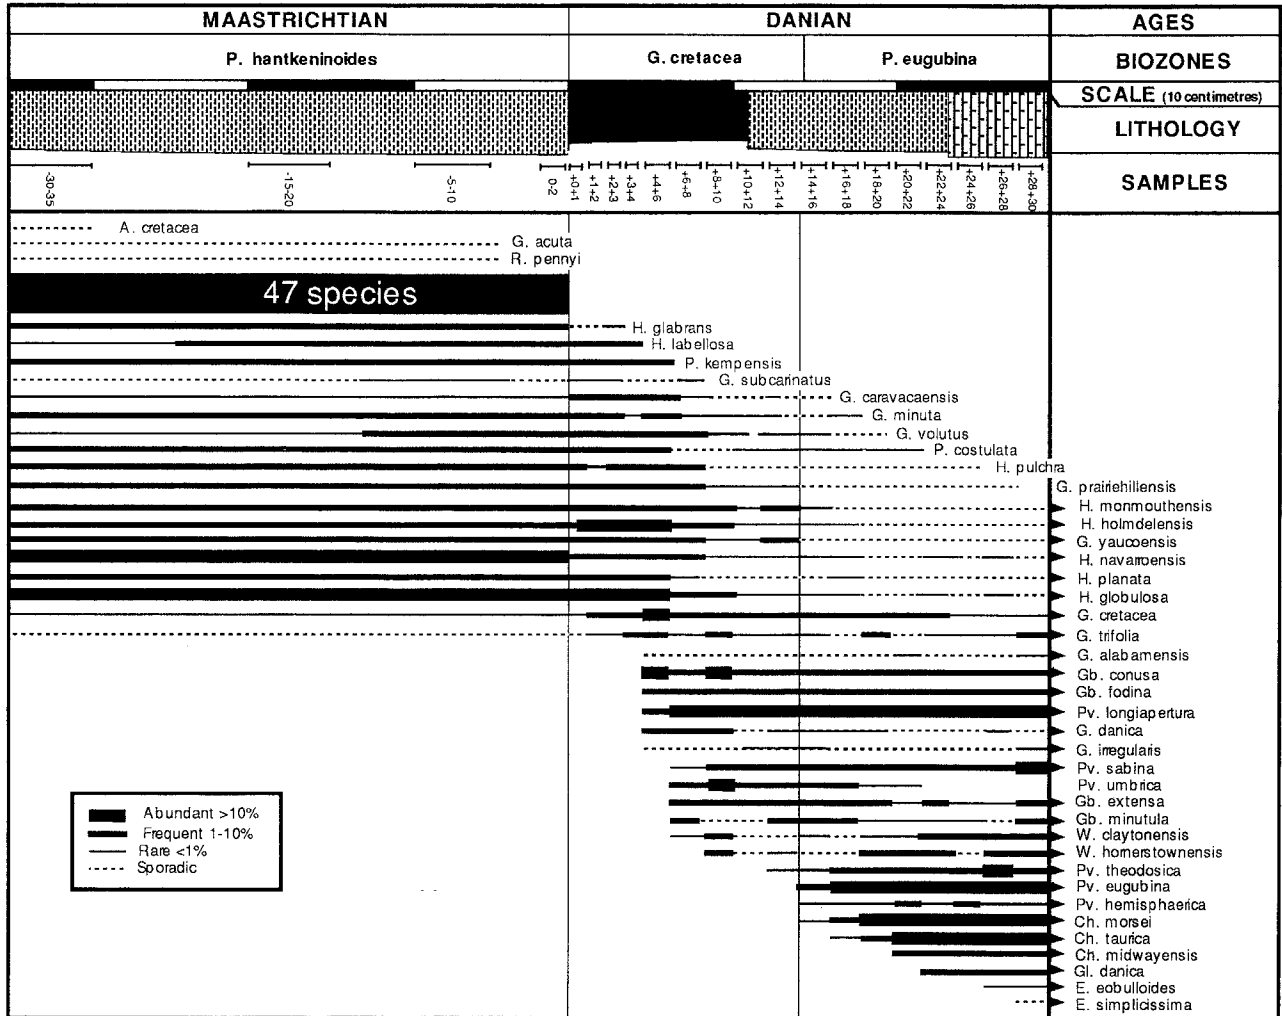 MAASTRICHTIAN DANIAN AGES
P. hantkeninoides G. cretacea P. eugubina BIOZONES
SCALE (10 centimetres)
LITHOLOGY
-30-35 -15-20 -5-10 0-2 +0+1 +1+2 +2+3 +3+4 +4+6 +6+8 +8+10 +10+12 +12+14 +14+16 +16+18 +18+20 +20+22 +22+24 +24+26 +26+28 +28+30 SAMPLES
A. cretacea
G. acuta
R. pennyi
47 species
H. glabrans
H. labellosa
P. kempensis
G. subcarinatus
G. caravacaensis
G. minuta
G. volutus
P. costulata
H. pulchra
G. prairiehillensis
H. monmouthensis
H. holmdelensis
G. yaucoensis
H. navarroensis
H. planata
H. globulosa
G. cretacea
G. trifolia
G. alabamensis
Gb. conusa
Gb. fodina
Pv. longiapertura
G. danica
G. irregularis
Pv. sabina
Pv. umbrica
Gb. extensa
Gb. minutula
W. claytonensis
W. hornerstownensis
Pv. theodosica
Pv. eugubina
Pv. hemisphaerica
Ch. morsei
Ch. taurica
Ch. midwayensis
Gl. danica
E. eobulloides
E. simplicissima
Abundant >10%
Frequent 1-10%
Rare <1%
Sporadic